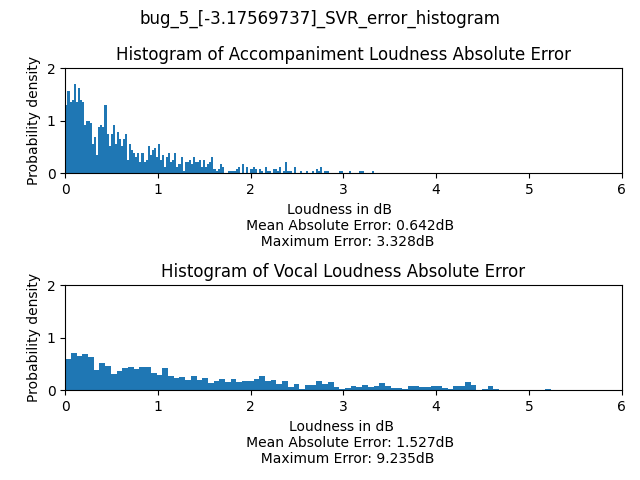 bug_5_[-3.17569737]_SVR_error_histogram
Histogram of Accompaniment Loudness Absolute Error
Probability density
2
1
0
0 1 2 3 4 5 6
Loudness in dB
Mean Absolute Error: 0.642dB
Maximum Error: 3.328dB
Histogram of Vocal Loudness Absolute Error
Probability density
2
1
0
0 1 2 3 4 5 6
Loudness in dB
Mean Absolute Error: 1.527dB
Maximum Error: 9.235dB